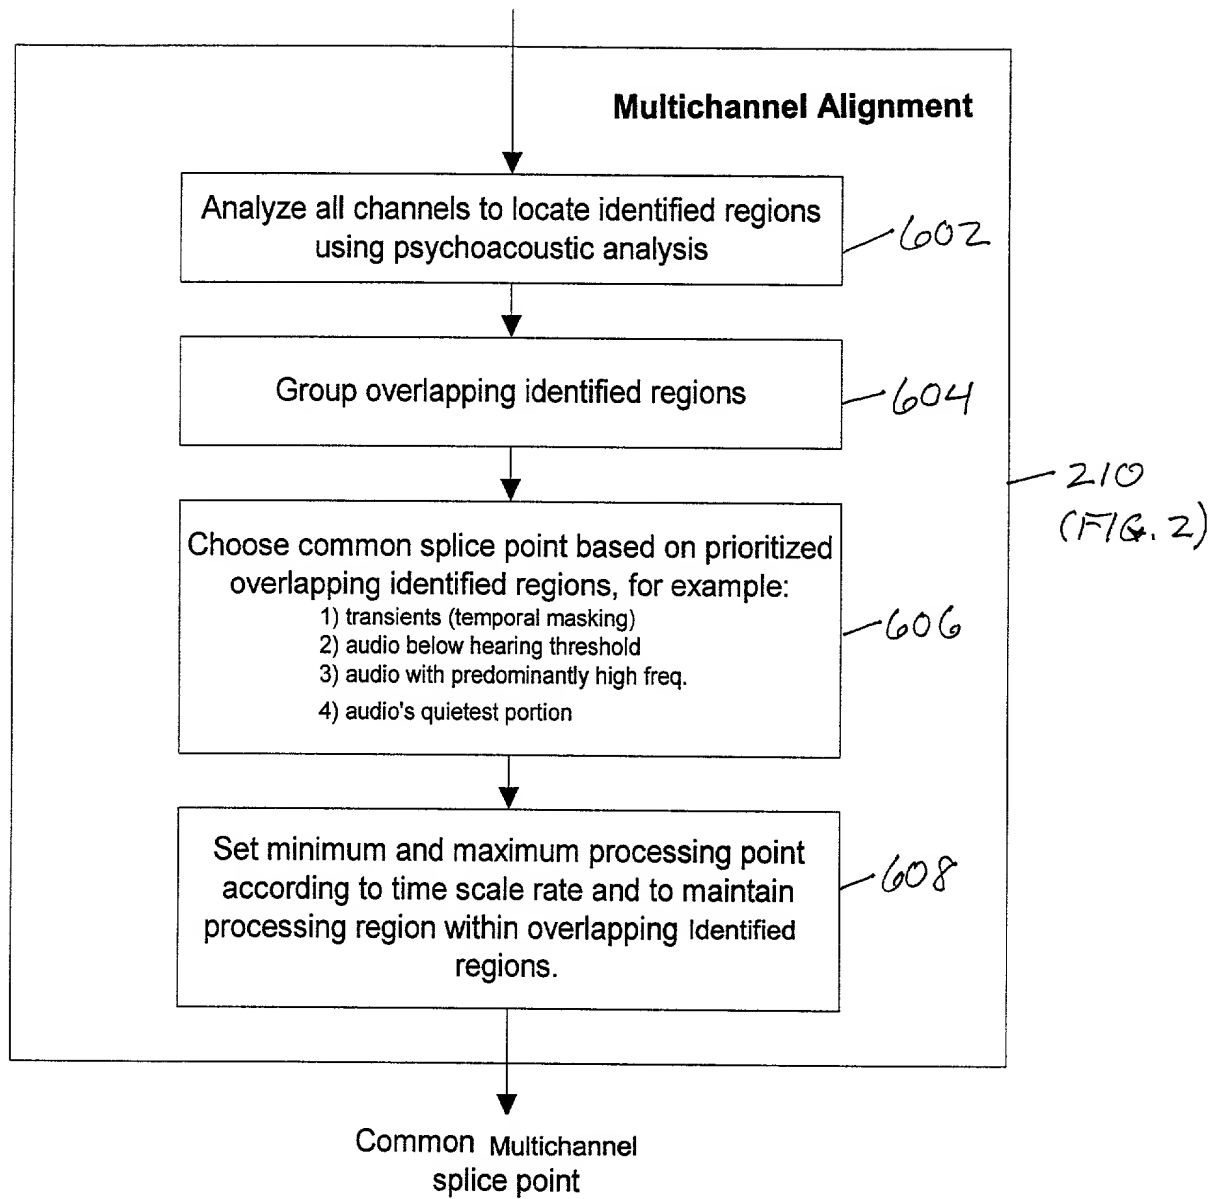 Multichannel Alignment
Analyze all channels to locate identified regions
using psychoacoustic analysis
602
Group overlapping identified regions
604
210
(FIG. 2)
Choose common splice point based on prioritized
overlapping identified regions, for example:
1) transients (temporal masking)
2) audio below hearing threshold
3) audio with predominantly high freq.
4) audio's quietest portion
606
Set minimum and maximum processing point
according to time scale rate and to maintain
processing region within overlapping Identified
regions.
608
Common Multichannel
splice point